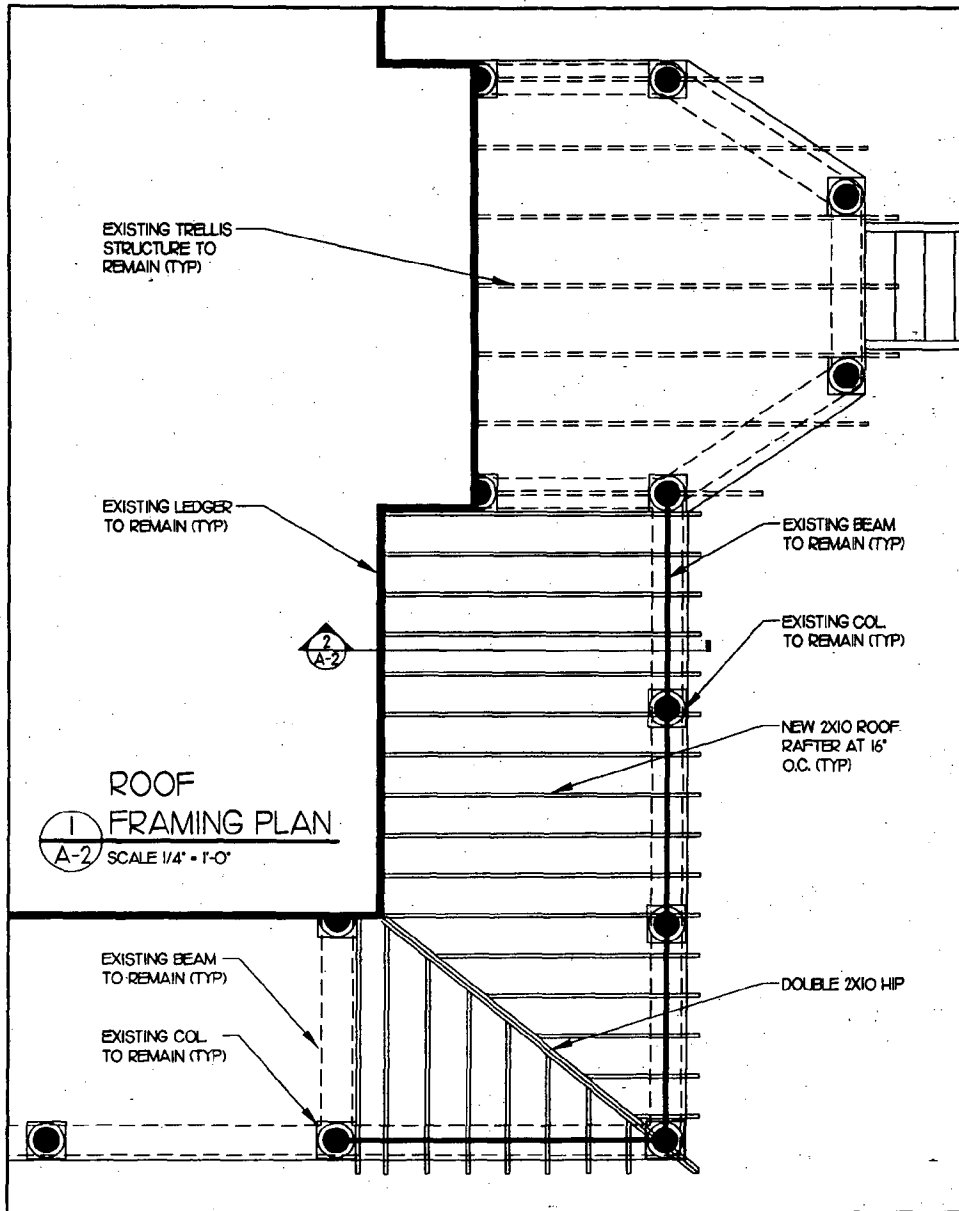 EXISTING TRELLIS
STRUCTURE TO
REMAIN (TYP)
EXISTING LEDGER
TO REMAIN (TYP)
EXISTING BEAM
TO REMAIN (TYP)
2
A-2
EXISTING COL.
TO REMAIN (TYP)
NEW 2X10 ROOF
RAFTER AT 16"
O.C. (TYP)
ROOF
1
FRAMING PLAN
A-2
SCALE 1/4" = 1'-0"
EXISTING BEAM
TO REMAIN (TYP)
DOUBLE 2X10 HIP
EXISTING COL.
TO REMAIN (TYP)